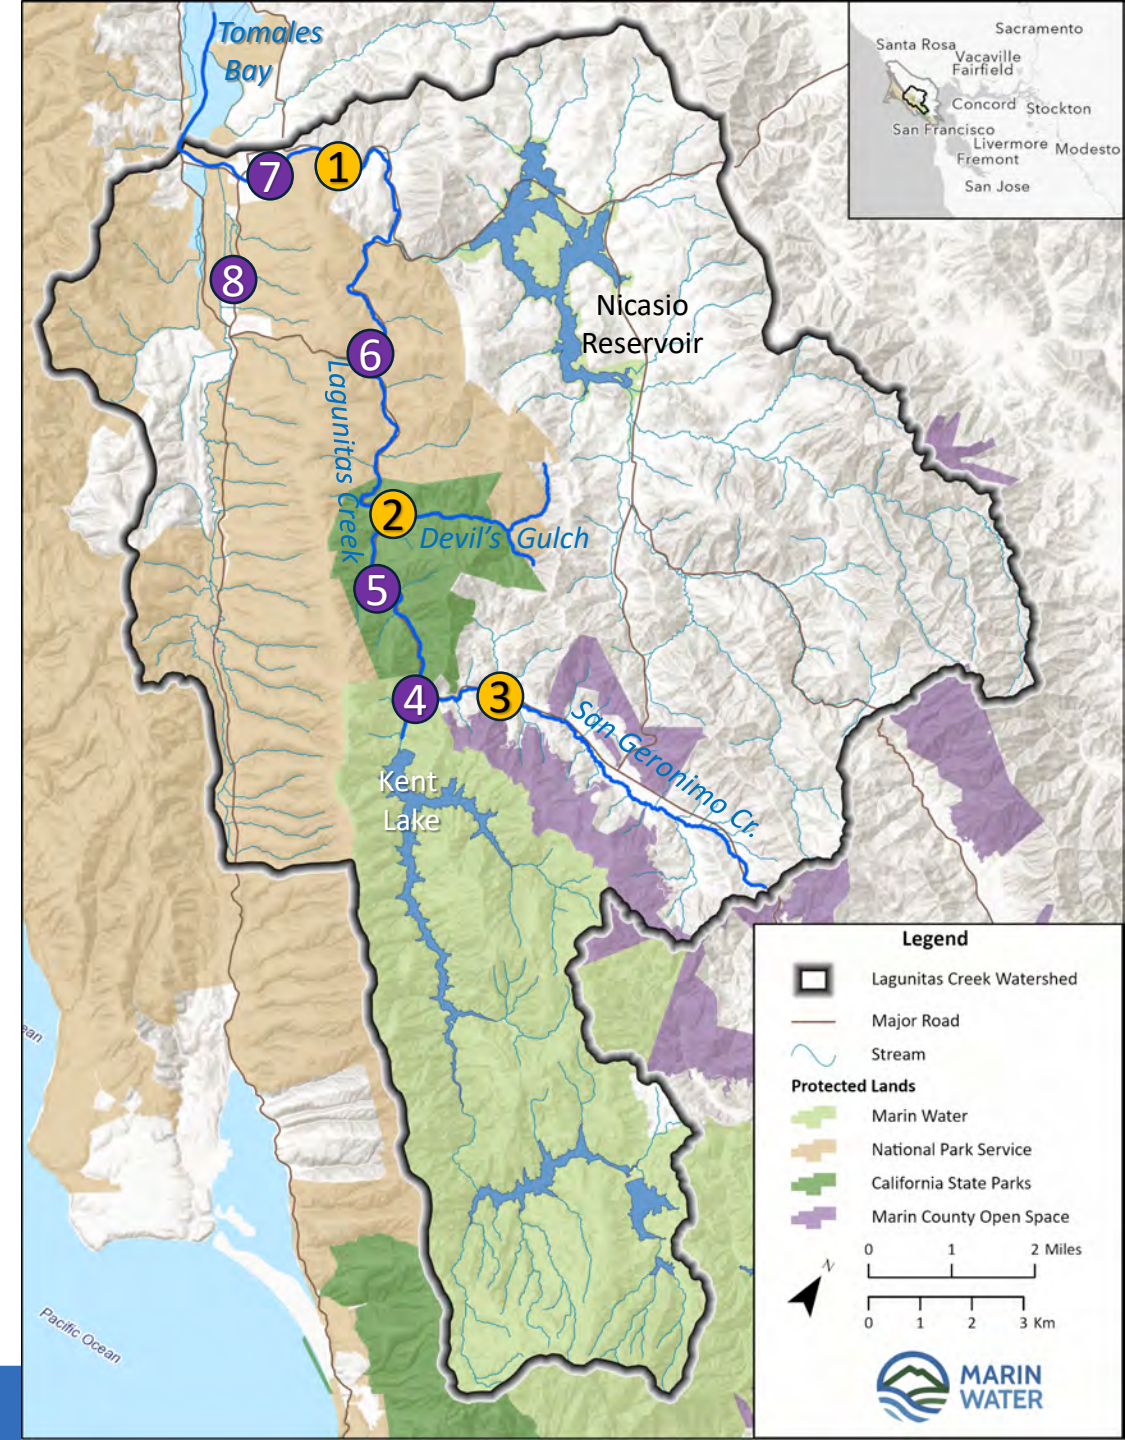 Tomales
Bay
Sacramento
Santa Rosa
Vacaville
Fairfield
Concord
Stockton
San Francisco
Livermore
Modesto
Fremont
San Jose
7
1
8
Nicasio
Reservoir
6
Lagunitas Creek
2
Devil's Gulch
5
4
3
San Geronimo Cr.
Kent
Lake
Pacific Ocean
Legend
Lagunitas Creek Watershed
Major Road
Stream
Protected Lands
Marin Water
National Park Service
California State Parks
Marin County Open Space
N
0 1 2 Miles
0 1 2 3 Km
MARIN
WATER